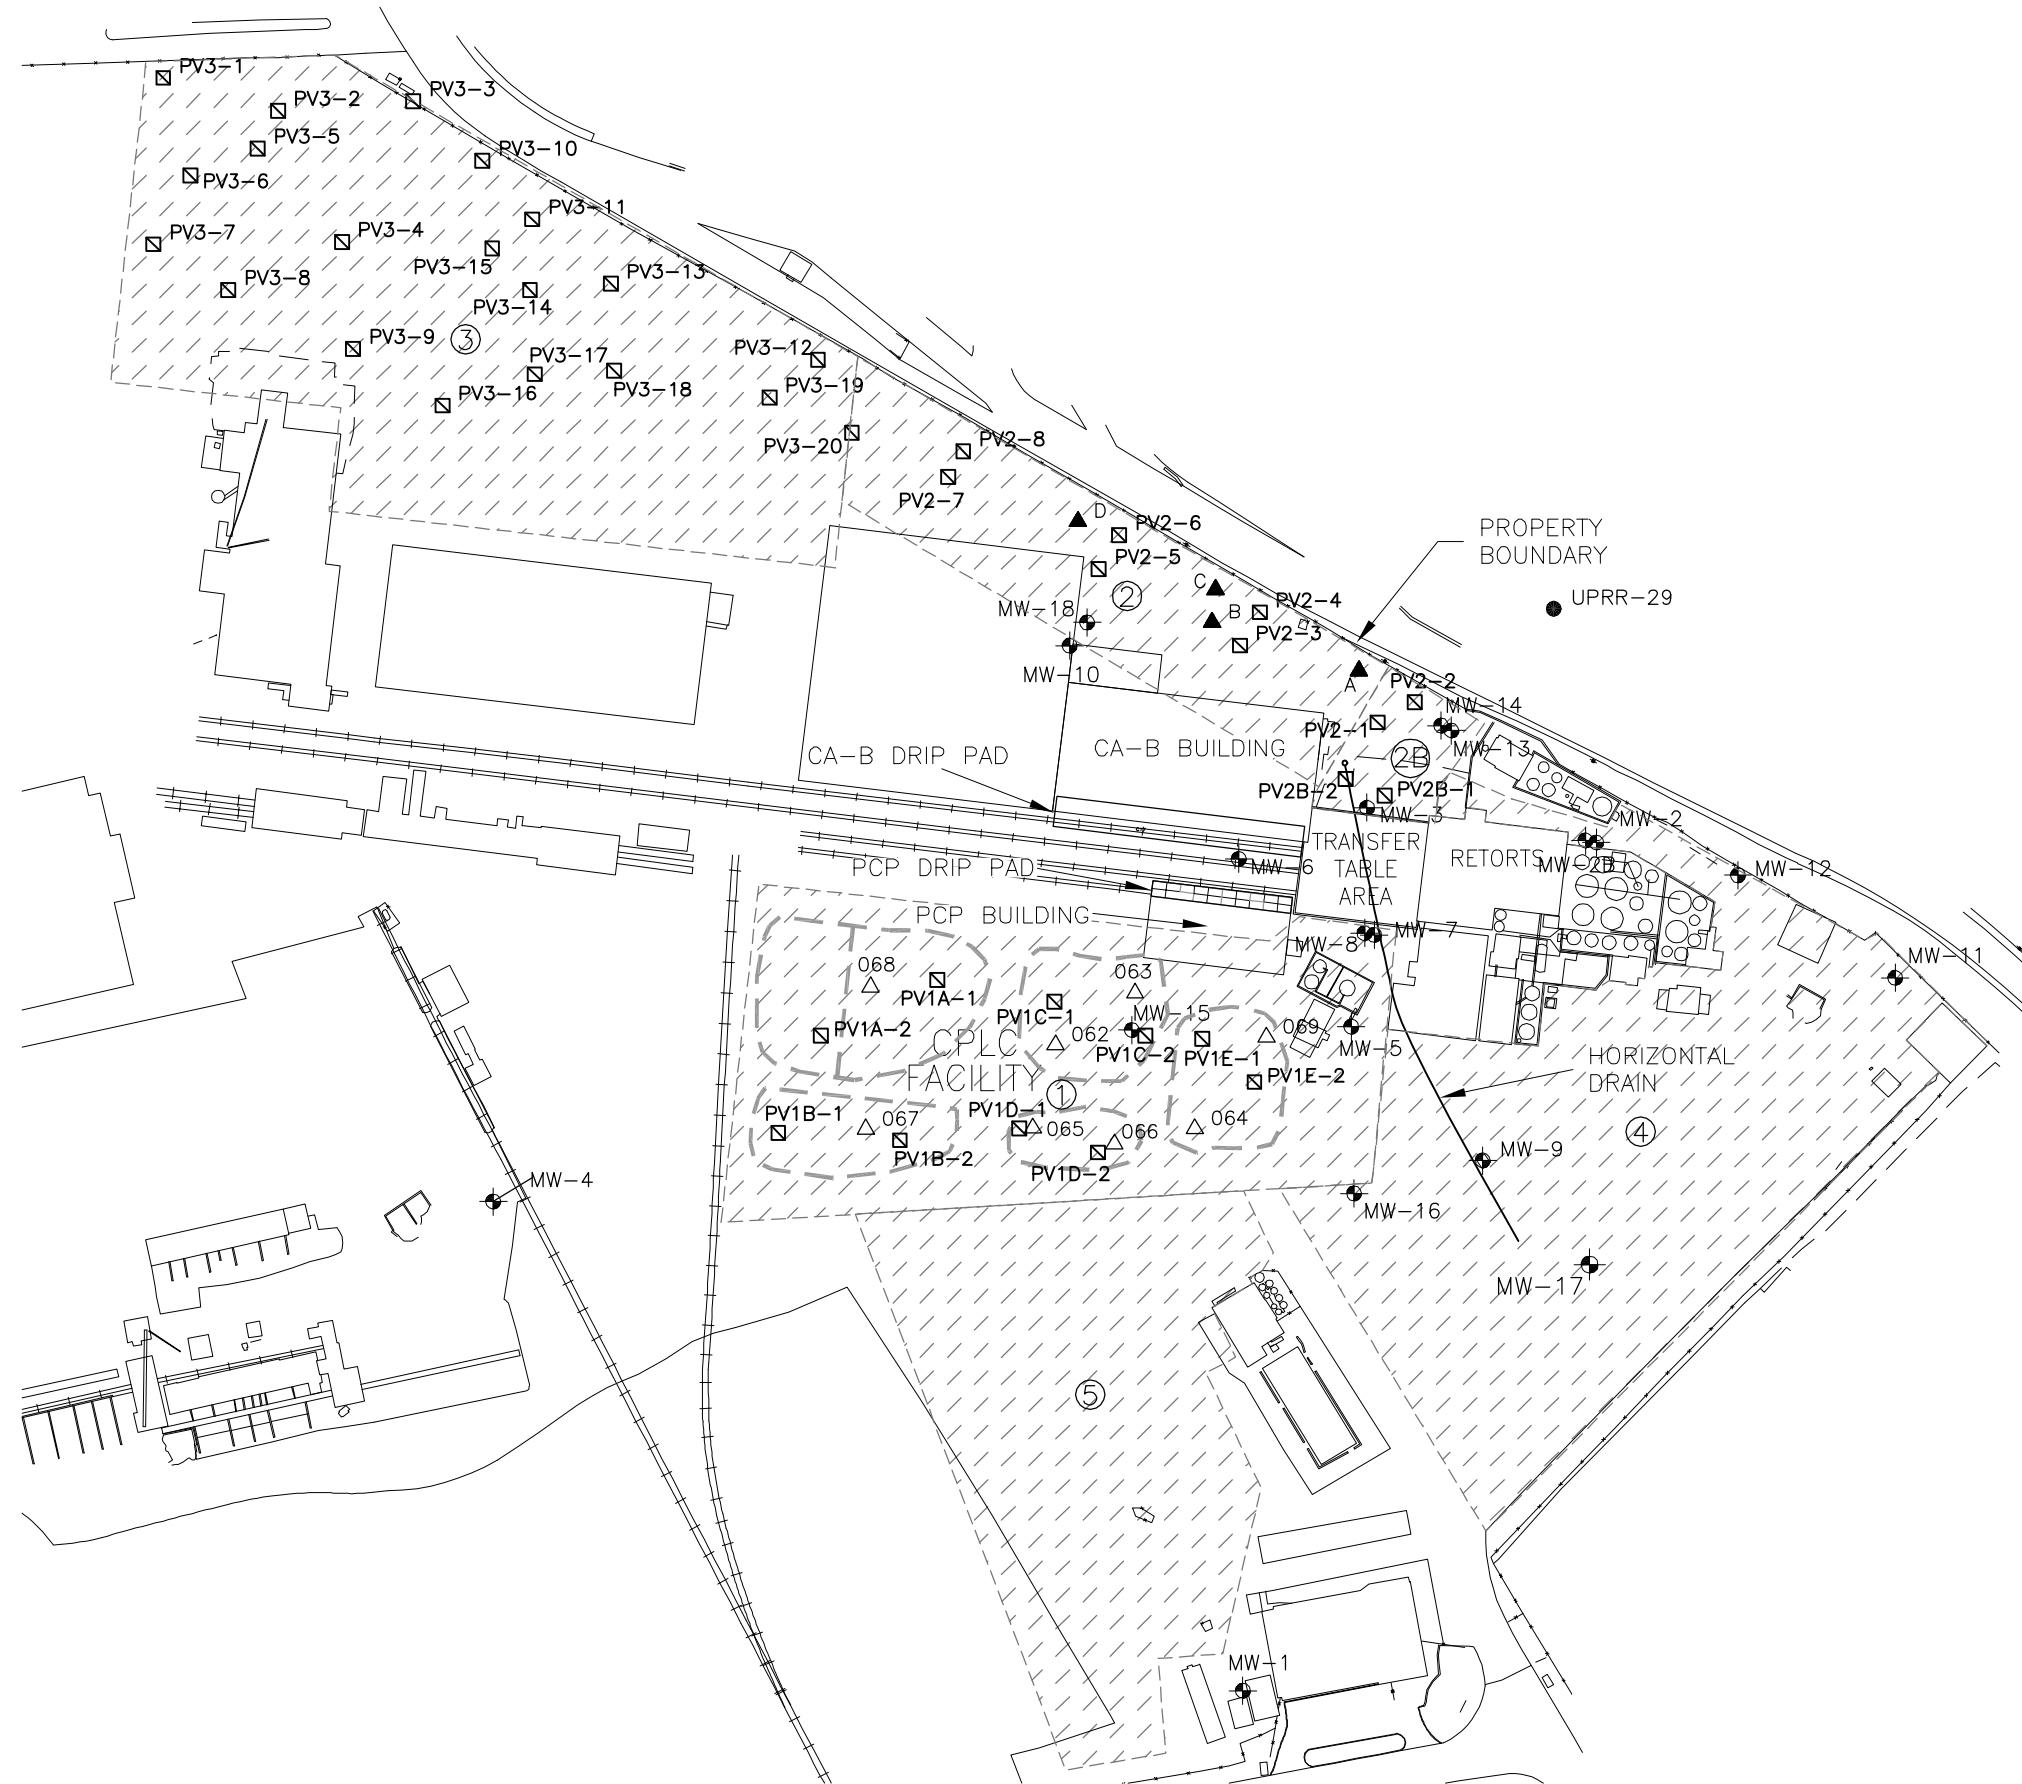 PV3-1
PV3-2
PV3-3
PV3-5
PV3-10
PV3-6
PV3-11
PV3-7
PV3-4
PV3-15
PV3-13
PV3-8
PV3-14
PV3-9
3
PV3-12
PV3-17
PV3-18
PV3-19
PV3-16
PV3-20
PV2-8
PV2-7
D
PV2-6
PROPERTY
BOUNDARY
PV2-5
C
2
UPRR-29
MW-18
B
PV2-4
PV2-3
MW-10
A
PV2-2
MW-14
PV2-1
MW-13
CA-B DRIP PAD
CA-B BUILDING
2B
PV2B-2
PV2B-1
MW-3
MW-2
TRANSFER
TABLE
AREA
RETORTS
MW-2B
MW-12
PCP DRIP PAD
MW-6
PCP BUILDING
MW-8
MW-7
MW-11
068
063
PV1A-1
PV1C-1
MW-15
PV1A-2
CPLC
FACILITY
062
PV1C-2
PV1E-1
069
MW-5
PV1E-2
HORIZONTAL
DRAIN
1
PV1B-1
067
PV1D-1
065
066
064
4
PV1B-2
PV1D-2
MW-9
MW-4
MW-16
MW-17
5
MW-1